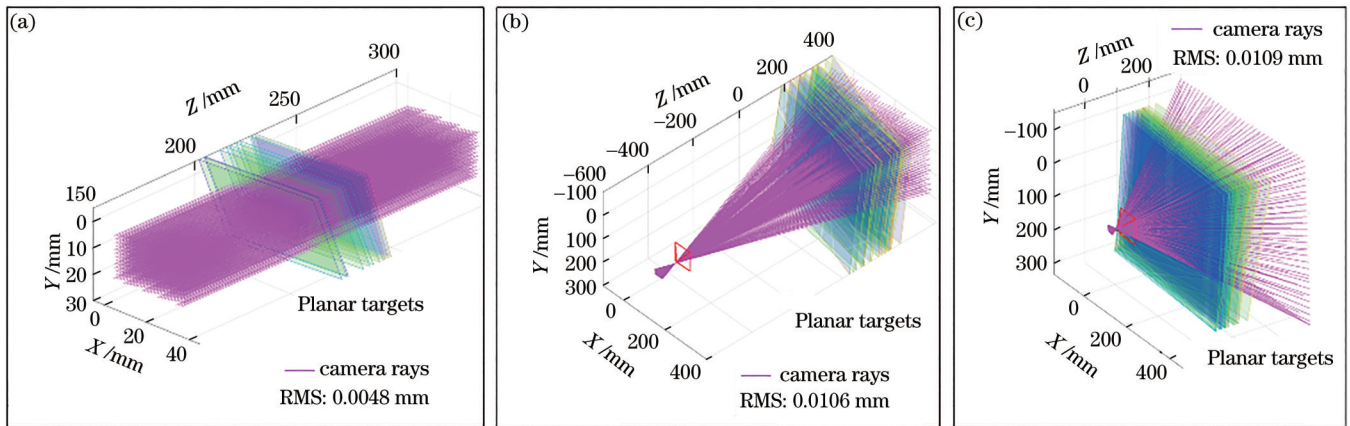 (a)
300
Z /mm
250
200
150
0
10
20
30
Y /mm
0
20
40
X /mm
Planar targets
camera rays
RMS: 0.0048 mm
(b)
400
200
Z /mm
0
−200
−400
−600
−100
0
100
200
300
Y /mm
0
200
400
X /mm
Planar targets
camera rays
RMS: 0.0106 mm
(c)
camera rays
RMS: 0.0109 mm
Z /mm
0
200
−100
0
100
200
300
Y /mm
0
200
400
X /mm
Planar targets